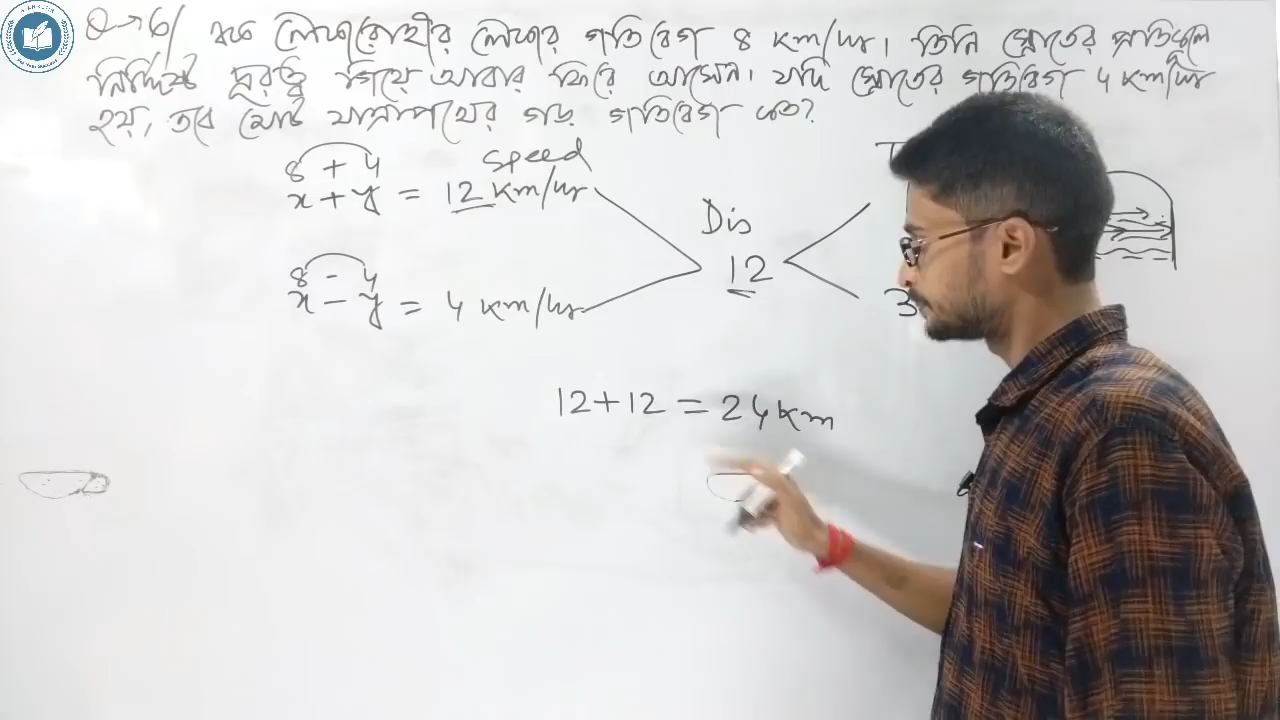 Q→6/ এক নৌকারোহীর নৌকার গতিবেগ 8 km/hr। তিনি স্রোতের প্রতিকূলে
নির্দিষ্ট দূরত্ব গিয়ে আবার ফিরে আসেন। যদি স্রোতের গতিবেগ 4 km/hr
হয়, তবে মোট যাত্রাপথের গড় গতিবেগ কত?
8 + 4 speed
x + y = 12 km/hr
Dis
12
8 - 4
x - y = 4 km/hr
3
12 + 12 = 24 km